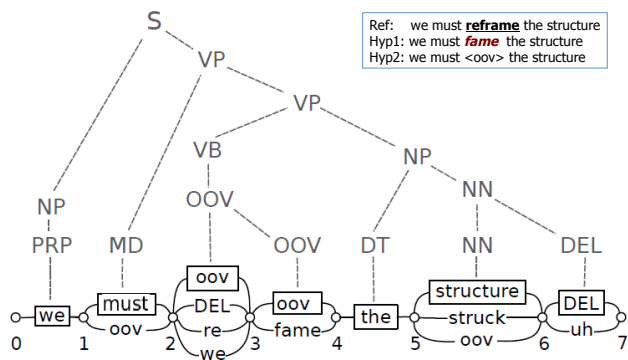 Ref: we must reframe the structure
Hyp1: we must fame the structure
Hyp2: we must <oov> the structure
S
VP
VP
VB
NP
OOV
NN
NP
PRP
MD
OOV
DT
NN
DEL
oov
structure
must
DEL
oov
DEL
we
the
struck
oov
re
fame
oov
uh
we
0 1 2 3 4 5 6 7